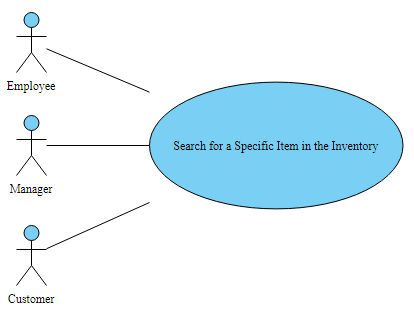 Employee
Search for a Specific Item in the Inventory
Manager
Customer